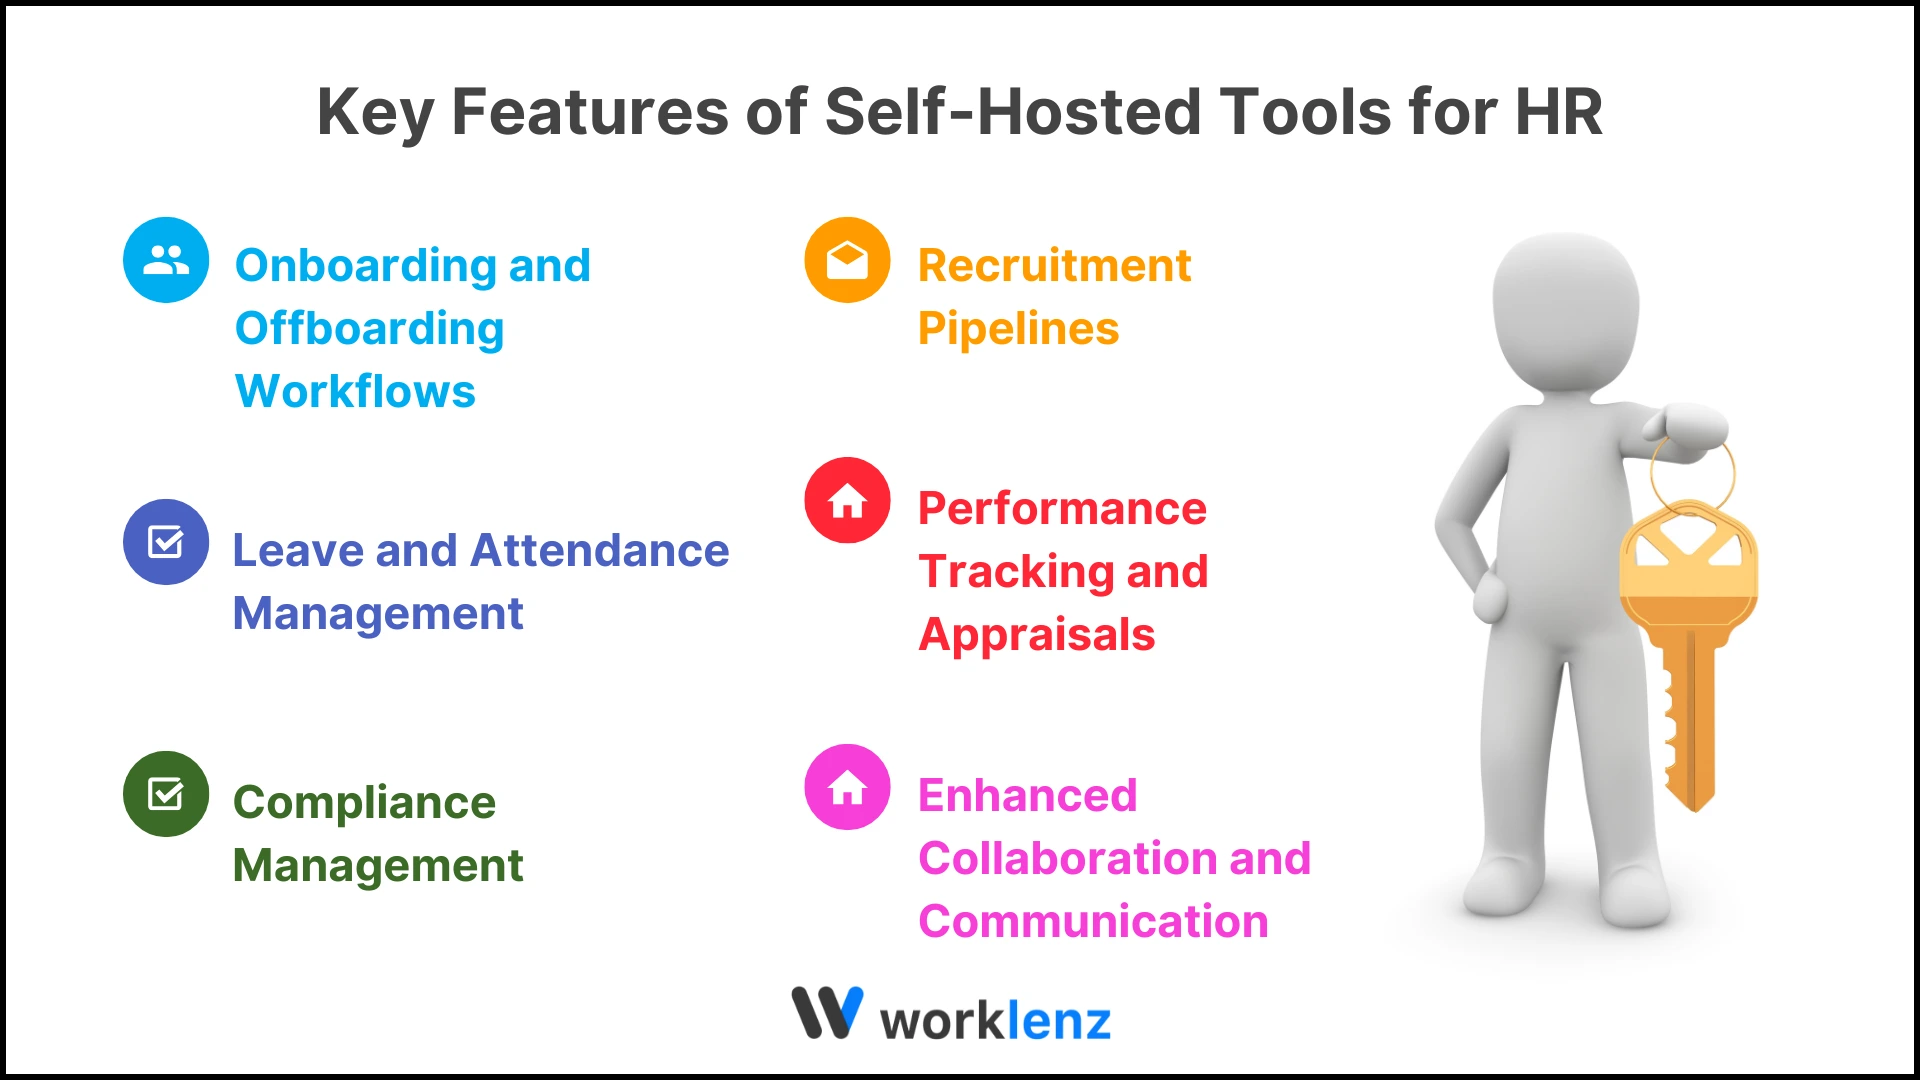 Key Features of Self-Hosted Tools for HR
Onboarding and
Offboarding
Workflows
Leave and Attendance
Management
Compliance
Management
Recruitment
Pipelines
Performance
Tracking and
Appraisals
Enhanced
Collaboration and
Communication
worklenz